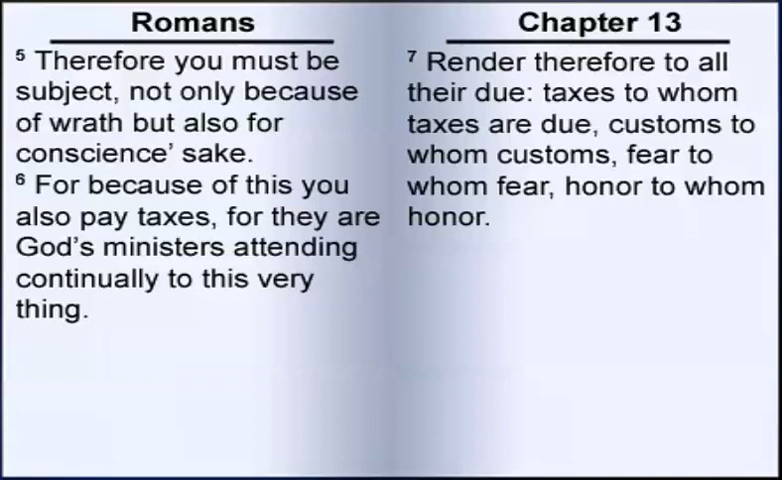 Romans
⁵ Therefore you must be
subject, not only because
of wrath but also for
conscience’ sake.
⁶ For because of this you
also pay taxes, for they are
God’s ministers attending
continually to this very
thing.
Chapter 13
⁷ Render therefore to all
their due: taxes to whom
taxes are due, customs to
whom customs, fear to
whom fear, honor to whom
honor.